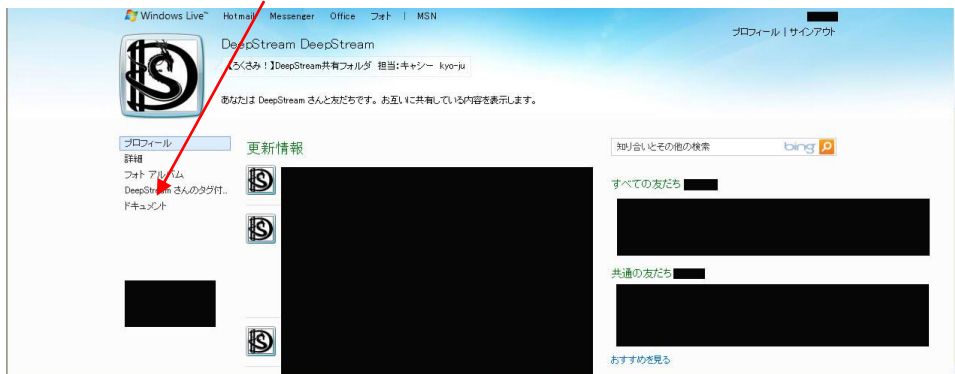 Windows Live™ Hotmail Messenger Office フォト | MSN
プロフィール | サインアウト
DeepStream DeepStream
【ろくさみ！】DeepStream共有フォルダ 担当：キャシー kyo-ju
あなたは DeepStream さんと友だちです。お互いに共有している内容を表示します。
プロフィール
詳細
フォト アルバム
DeepStream さんのタグ付..
ドキュメント
更新情報
知り合いとその他の検索 bing
すべての友だち
共通の友だち
おすすめを見る